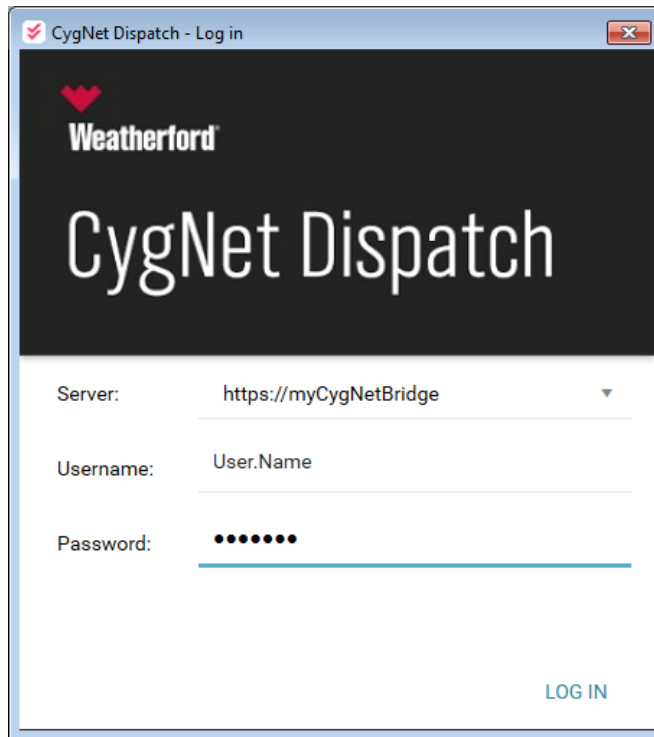 CygNet Dispatch - Log in
Weatherford®
CygNet Dispatch
Server: https://myCygNetBridge
Username: User.Name
Password: •••••••
LOG IN